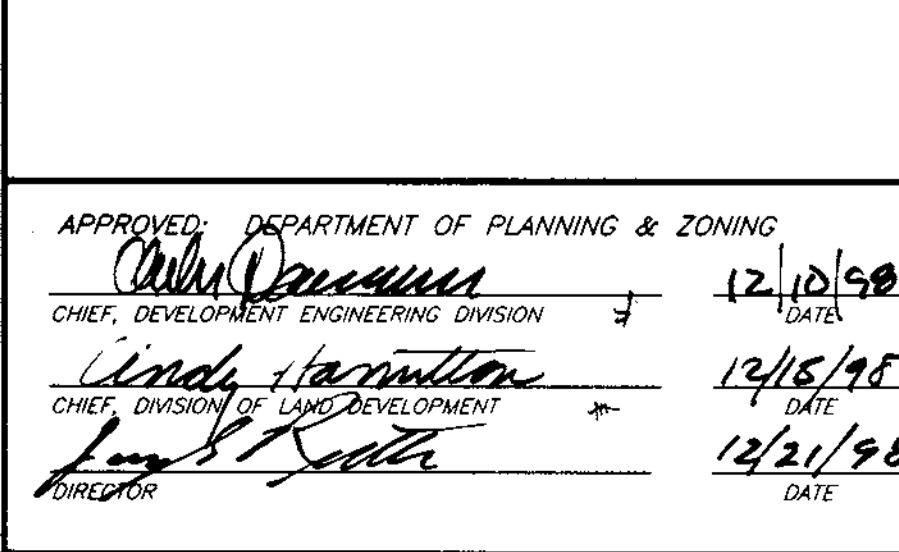 APPROVED: DEPARTMENT OF PLANNING & ZONING
12/10/98
CHIEF, DEVELOPMENT ENGINEERING DIVISION DATE
Cindy Hamilton 12/15/98
CHIEF, DIVISION OF LAND DEVELOPMENT DATE
12/21/98
DIRECTOR DATE